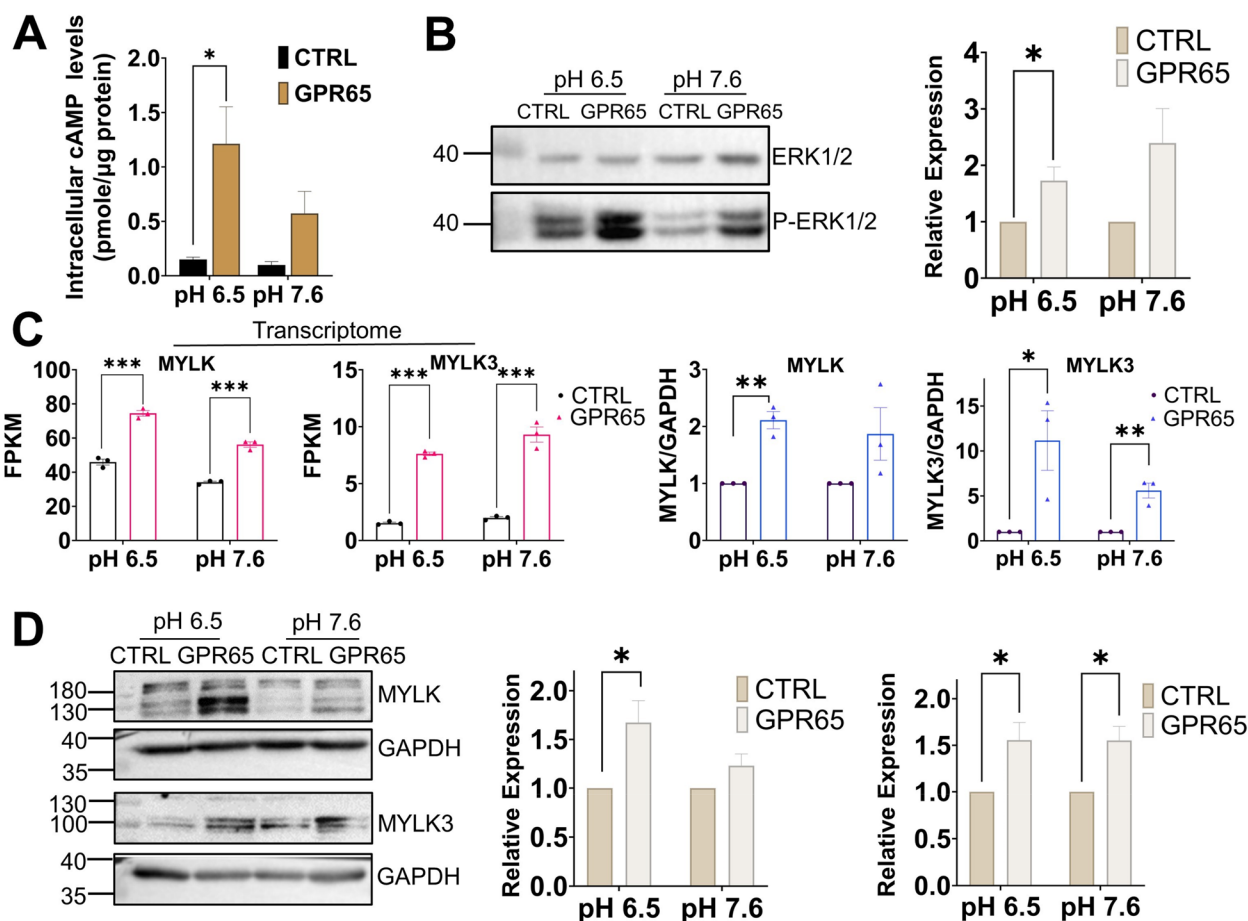 A
Intracellular cAMP levels
(pmole/µg protein)
2.0
1.5
1.0
0.5
0.0
*
CTRL
GPR65
pH 6.5 pH 7.6
B
pH 6.5 pH 7.6
CTRL GPR65 CTRL GPR65
40 ERK1/2
40 P-ERK1/2
Relative Expression
4
3
2
1
0
*
CTRL
GPR65
pH 6.5 pH 7.6
C
Transcriptome
MYLK
FPKM
100
80
60
40
20
0
*** ***
pH 6.5 pH 7.6
MYLK3
FPKM
15
10
5
0
*** ***
CTRL
GPR65
pH 6.5 pH 7.6
MYLK
MYLK/GAPDH
3
2
1
0
**
pH 6.5 pH 7.6
MYLK3
MYLK3/GAPDH
15
10
5
0
* **
CTRL
GPR65
pH 6.5 pH 7.6
D
pH 6.5 pH 7.6
CTRL GPR65 CTRL GPR65
180
130
MYLK
40
35
GAPDH
130
100
MYLK3
40
35
GAPDH
Relative Expression
2.0
1.5
1.0
0.5
0.0
*
CTRL
GPR65
pH 6.5 pH 7.6
Relative Expression
2.0
1.5
1.0
0.5
0.0
* *
CTRL
GPR65
pH 6.5 pH 7.6